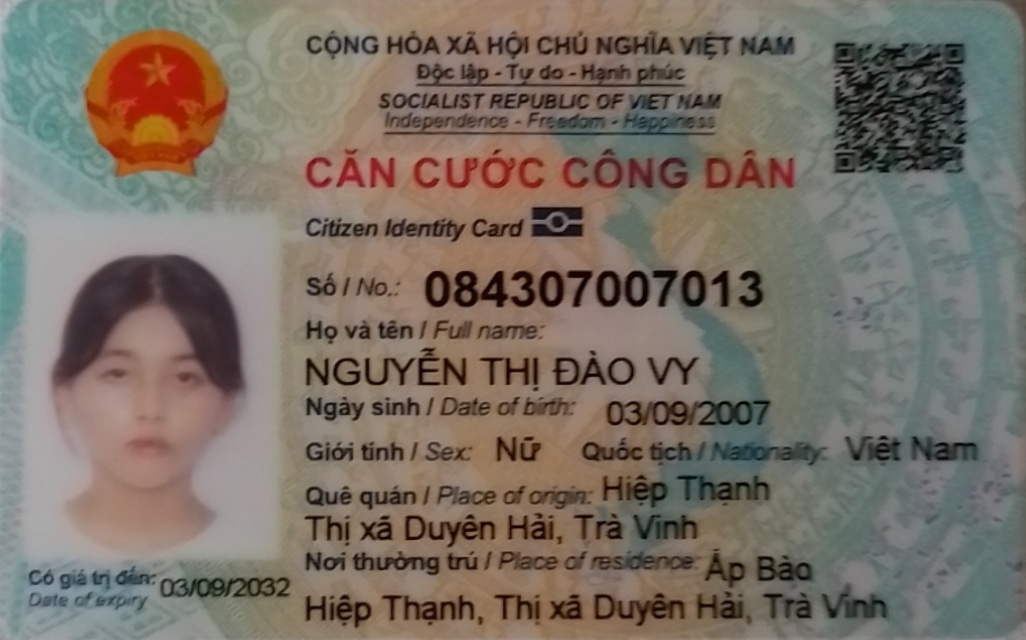 CỘNG HÒA XÃ HỘI CHỦ NGHĨA VIỆT NAM
Độc lập - Tự do - Hạnh phúc
SOCIALIST REPUBLIC OF VIET NAM
Independence - Freedom - Happiness
CĂN CƯỚC CÔNG DÂN
Citizen Identity Card
Số / No.: 084307007013
Họ và tên / Full name:
NGUYỄN THỊ ĐÀO VY
Ngày sinh / Date of birth: 03/09/2007
Giới tính / Sex: Nữ Quốc tịch / Nationality: Việt Nam
Quê quán / Place of origin: Hiệp Thạnh
Thị xã Duyên Hải, Trà Vinh
Nơi thường trú / Place of residence: Ấp Bào
Hiệp Thạnh, Thị xã Duyên Hải, Trà Vinh
Có giá trị đến: 03/09/2032
Date of expiry